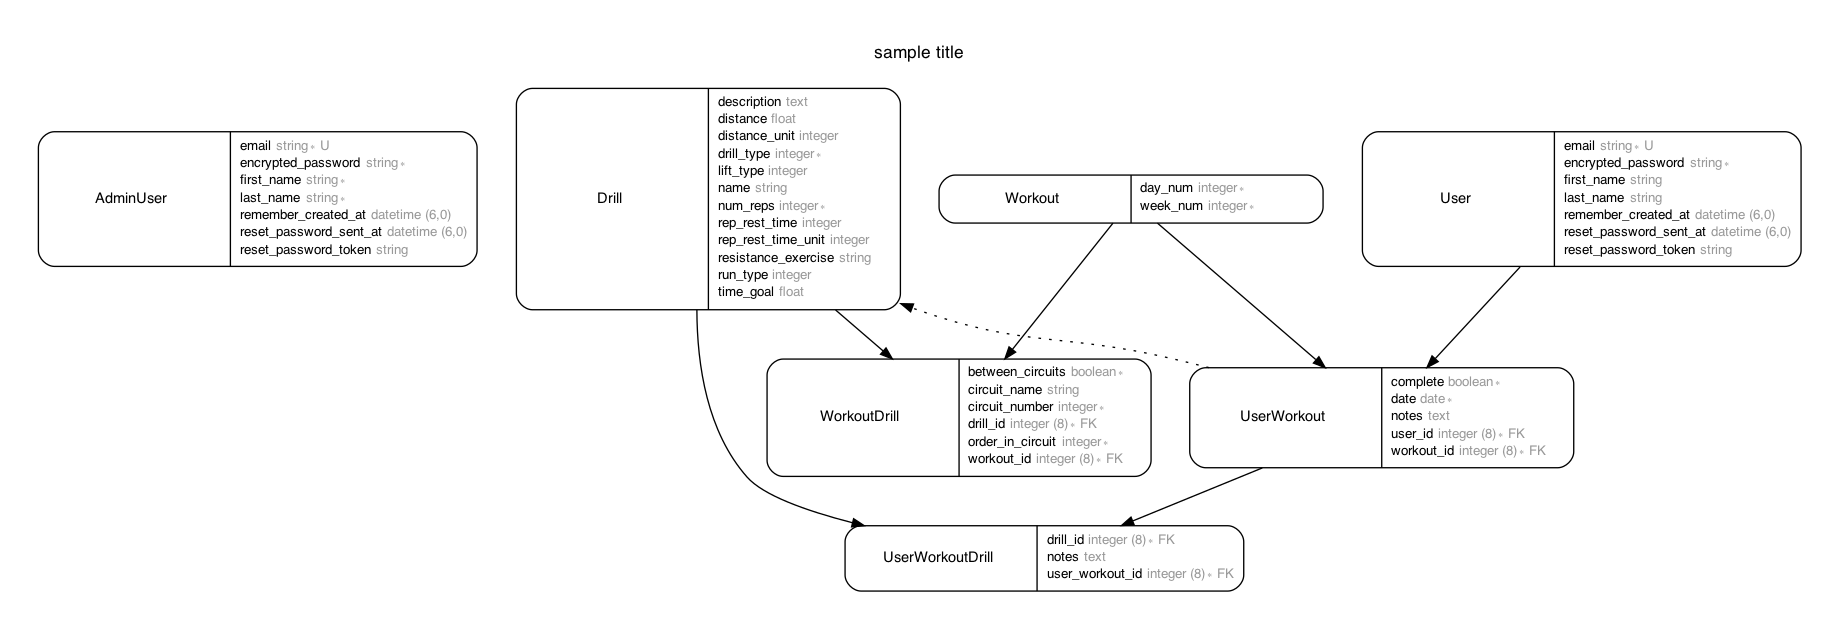 sample title
AdminUser
email string∗ U
encrypted_password string∗
first_name string∗
last_name string∗
remember_created_at datetime (6,0)
reset_password_sent_at datetime (6,0)
reset_password_token string
Drill
description text
distance float
distance_unit integer
drill_type integer∗
lift_type integer
name string
num_reps integer∗
rep_rest_time integer
rep_rest_time_unit integer
resistance_exercise string
run_type integer
time_goal float
Workout
day_num integer∗
week_num integer∗
User
email string∗ U
encrypted_password string∗
first_name string
last_name string
remember_created_at datetime (6,0)
reset_password_sent_at datetime (6,0)
reset_password_token string
WorkoutDrill
between_circuits boolean∗
circuit_name string
circuit_number integer∗
drill_id integer (8)∗ FK
order_in_circuit integer∗
workout_id integer (8)∗ FK
UserWorkout
complete boolean∗
date date∗
notes text
user_id integer (8)∗ FK
workout_id integer (8)∗ FK
UserWorkoutDrill
drill_id integer (8)∗ FK
notes text
user_workout_id integer (8)∗ FK